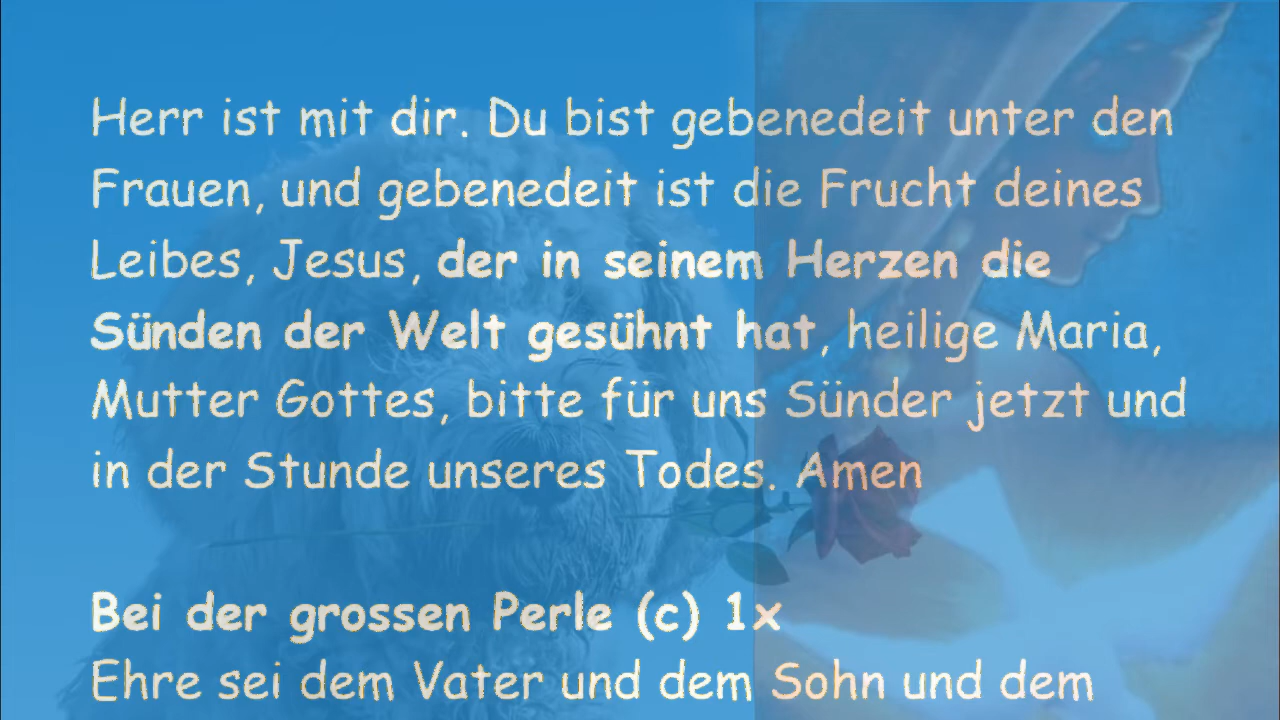 Herr ist mit dir. Du bist gebenedeit unter den
Frauen, und gebenedeit ist die Frucht deines
Leibes, Jesus, der in seinem Herzen die
Sünden der Welt gesühnt hat, heilige Maria,
Mutter Gottes, bitte für uns Sünder jetzt und
in der Stunde unseres Todes. Amen
Bei der grossen Perle (c) 1x
Ehre sei dem Vater und dem Sohn und dem